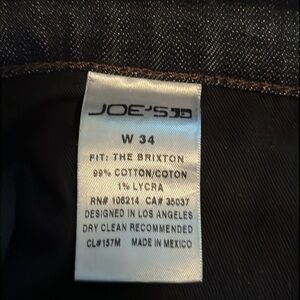 JOE'S JD
W 34
FIT: THE BRIXTON
99% COTTON/COTON
1% LYCRA
RN# 106214 CA# 35037
DESIGNED IN LOS ANGELES
DRY CLEAN RECOMMENDED
CL#157M MADE IN MEXICO